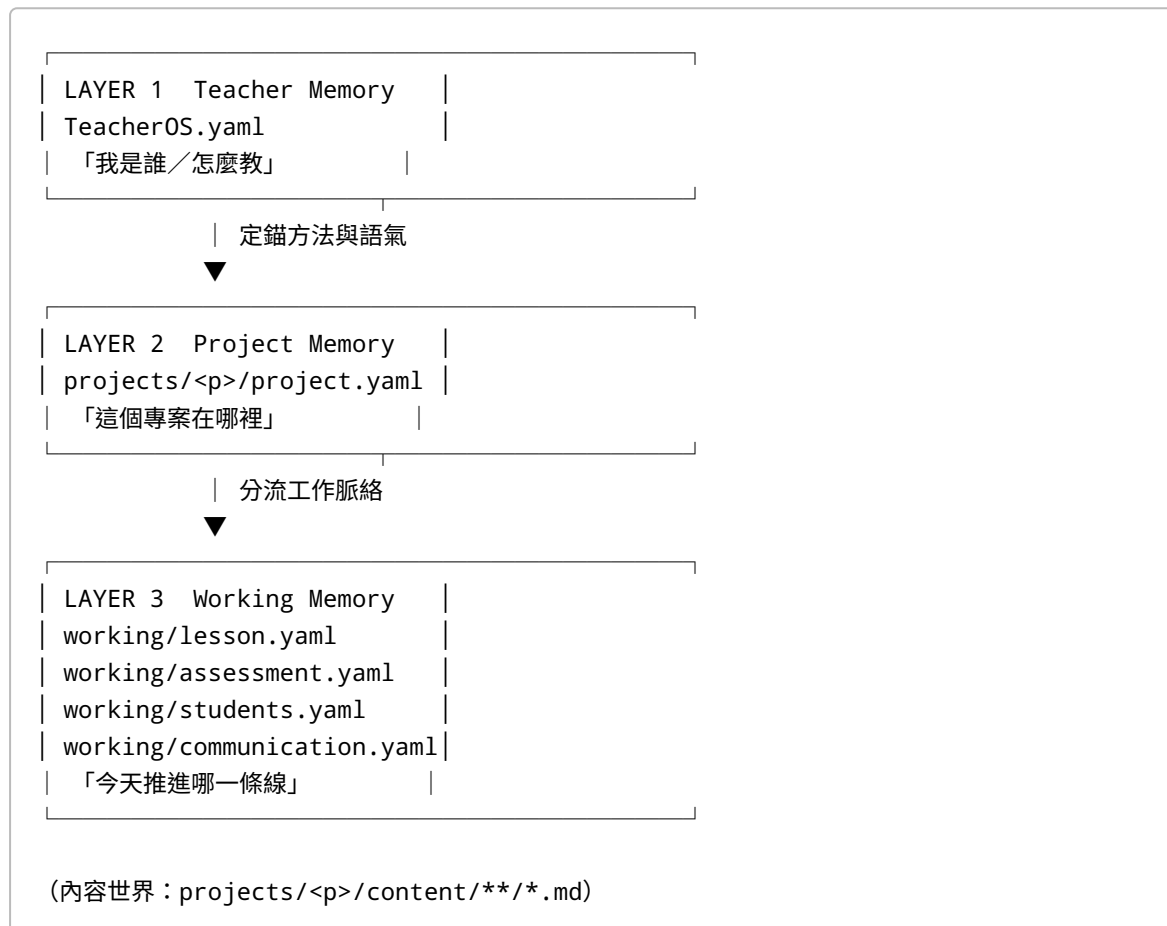 LAYER 1  Teacher Memory
TeacherOS.yaml
「我是誰／怎麼教」
定錨方法與語氣
LAYER 2  Project Memory
projects/<p>/project.yaml
「這個專案在哪裡」
分流工作脈絡
LAYER 3  Working Memory
working/lesson.yaml
working/assessment.yaml
working/students.yaml
working/communication.yaml
「今天推進哪一條線」
（內容世界：projects/<p>/content/**/*.md）